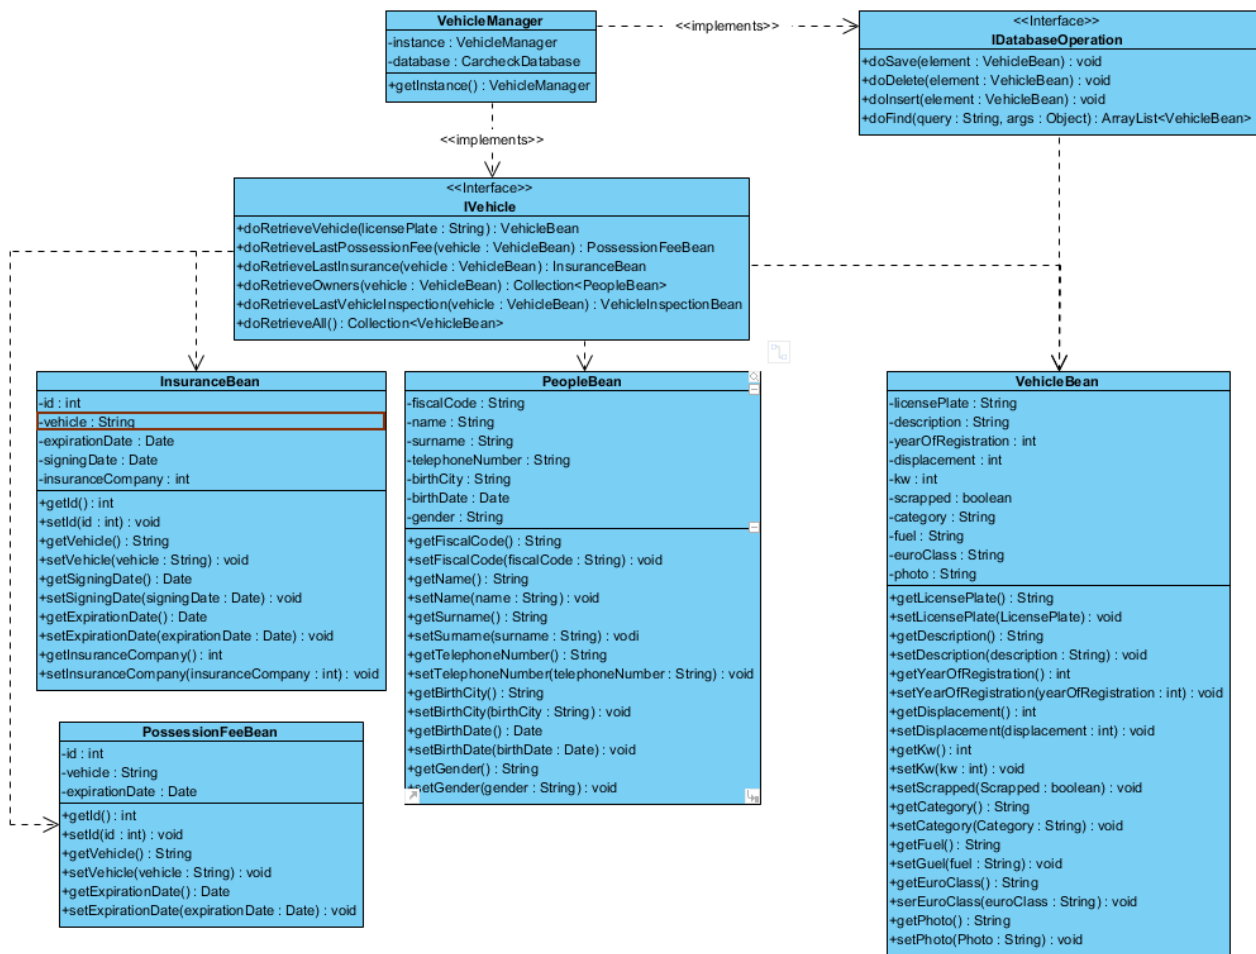 VehicleManager
-instance : VehicleManager
-database : CarcheckDatabase
+getInstance() : VehicleManager
<<implements>>
<<Interface>>
IDatabaseOperation
+doSave(element : VehicleBean) : void
+doDelete(element : VehicleBean) : void
+doInsert(element : VehicleBean) : void
+doFind(query : String, args : Object) : ArrayList<VehicleBean>
<<implements>>
<<Interface>>
IVehicle
+doRetrieveVehicle(licensePlate : String) : VehicleBean
+doRetrieveLastPossessionFee(vehicle : VehicleBean) : PossessionFeeBean
+doRetrieveLastInsurance(vehicle : VehicleBean) : InsuranceBean
+doRetrieveOwners(vehicle : VehicleBean) : Collection<PeopleBean>
+doRetrieveLastVehicleInspection(vehicle : VehicleBean) : VehicleInspectionBean
+doRetrieveAll() : Collection<VehicleBean>
InsuranceBean
-id : int
-vehicle : String
-expirationDate : Date
-signingDate : Date
-insuranceCompany : int
+getId() : int
+setId(id : int) : void
+getVehicle() : String
+setVehicle(vehicle : String) : void
+getSigningDate() : Date
+setSigningDate(signingDate : Date) : void
+getExpirationDate() : Date
+setExpirationDate(expirationDate : Date) : void
+getInsuranceCompany() : int
+setInsuranceCompany(insuranceCompany : int) : void
PossessionFeeBean
-id : int
-vehicle : String
-expirationDate : Date
+getId() : int
+setId(id : int) : void
+getVehicle() : String
+setVehicle(vehicle : String) : void
+getExpirationDate() : Date
+setExpirationDate(expirationDate : Date) : void
PeopleBean
-fiscalCode : String
-name : String
-surname : String
-telephoneNumber : String
-birthCity : String
-birthDate : Date
-gender : String
+getFiscalCode() : String
+setFiscalCode(fiscalCode : String) : void
+getName() : String
+setName(name : String) : void
+getSurname() : String
+setSurname(surname : String) : vodi
+getTelephoneNumber() : String
+setTelephoneNumber(telephoneNumber : String) : void
+getBirthCity() : String
+setBirthCity(birthCity : String) : void
+getBirthDate() : Date
+setBirthDate(birthDate : Date) : void
+getGender() : String
+setGender(gender : String) : void
VehicleBean
-licensePlate : String
-description : String
-yearOfRegistration : int
-displacement : int
-kw : int
-scrapped : boolean
-category : String
-fuel : String
-euroClass : String
-photo : String
+getLicensePlate() : String
+setLicensePlate(LicensePlate) : void
+getDescription() : String
+setDescription(description : String) : void
+getYearOfRegistration() : int
+setYearOfRegistration(yearOfRegistration : int) : void
+getDisplacement() : int
+setDisplacement(displacement : int) : void
+getKw() : int
+setKw(kw : int) : void
+setScrapped(Scrapped : boolean) : void
+getCategory() : String
+setCategory(Category : String) : void
+getFuel() : String
+setGuel(fuel : String) : void
+getEuroClass() : String
+serEuroClass(euroClass : String) : void
+getPhoto() : String
+setPhoto(Photo : String) : void